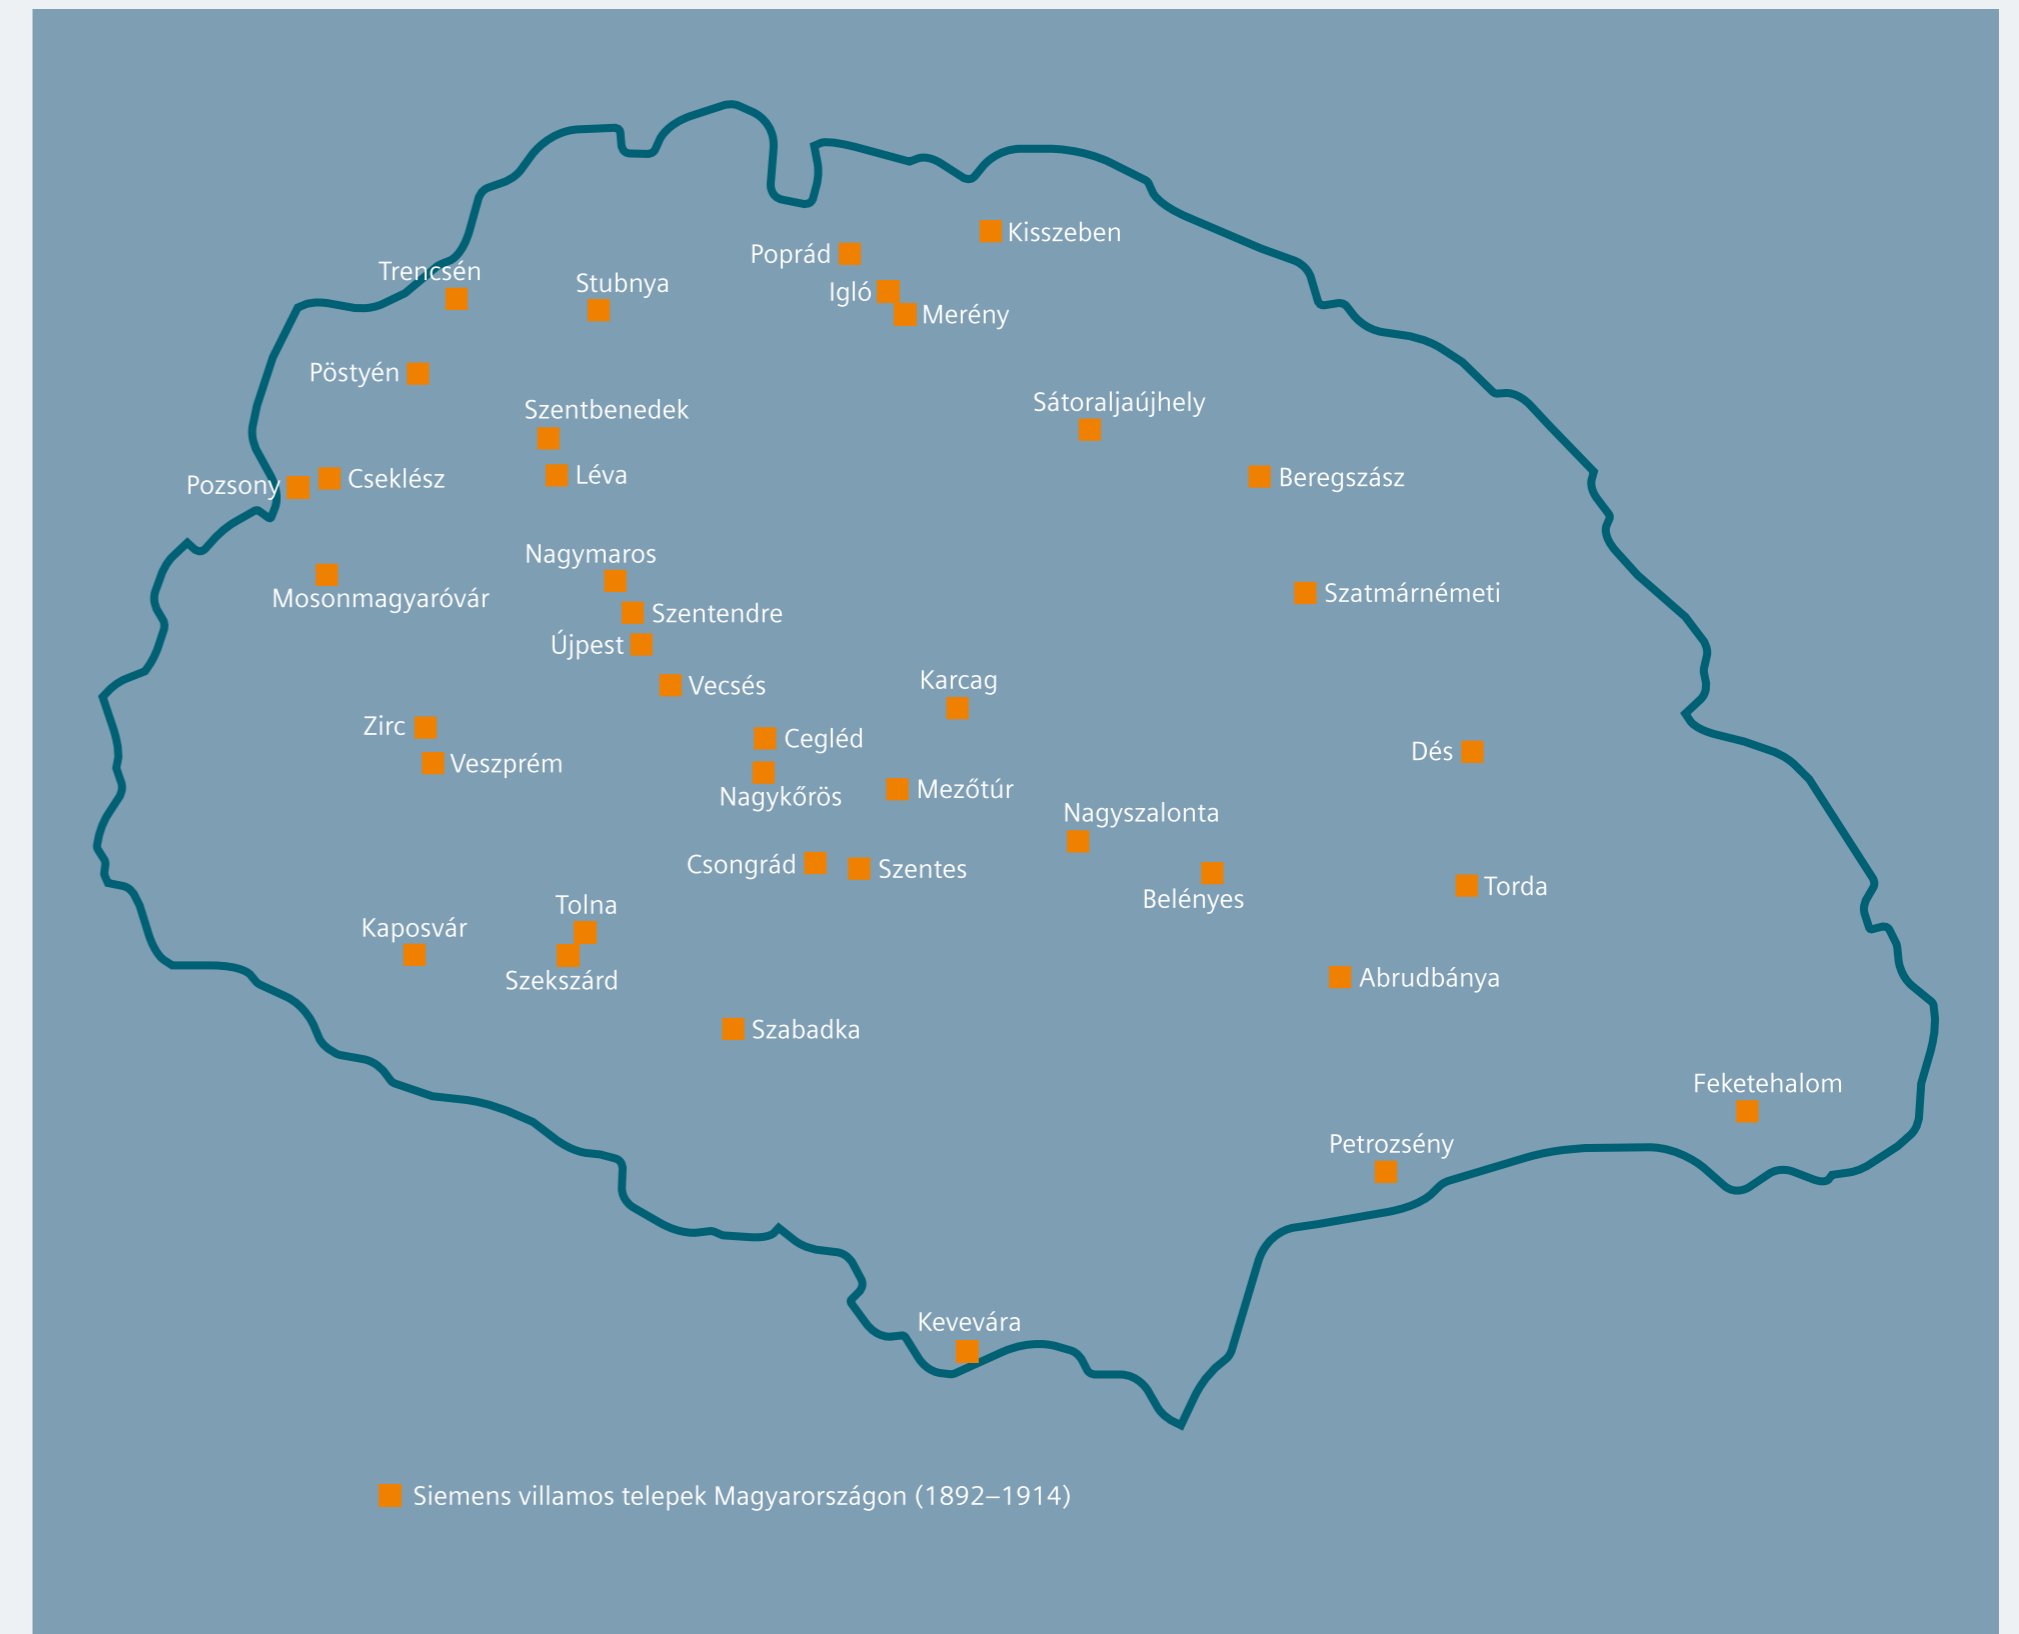 Kisszeben
Poprád
Trencsén
Stubnya
Igló
Merény
Pöstyén
Szentbenedek
Sátoraljaújhely
Léva
Beregszász
Cseklész
Pozsony
Nagymaros
Szatmárnémeti
Mosonmagyaróvár
Szentendre
Újpest
Karcag
Vecsés
Zirc
Cegléd
Dés
Veszprém
Mezőtúr
Nagykőrös
Nagyszalonta
Csongrád
Szentes
Torda
Belényes
Tolna
Kaposvár
Abrudbánya
Szekszárd
Szabadka
Feketehalom
Petrozsény
Kevevára
Siemens villamos telepek Magyarországon (1892–1914)